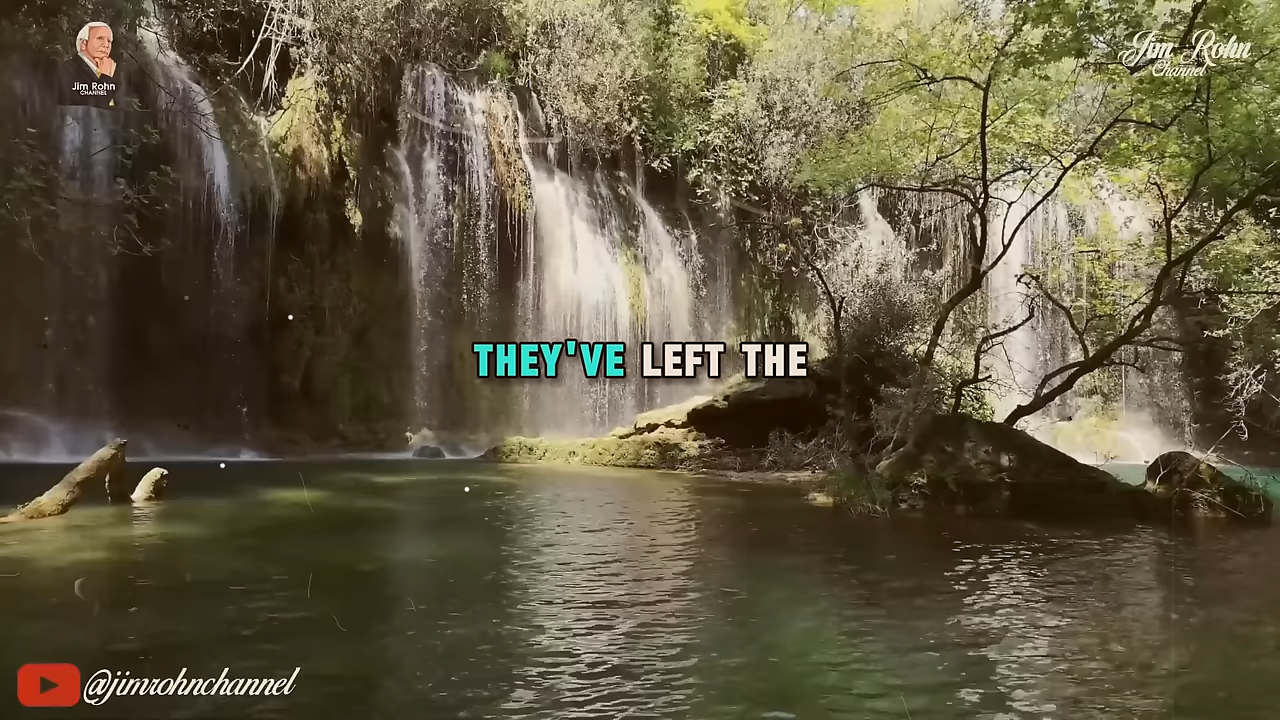 Jim Rohn
CHANNEL
Jim Rohn
Channel
THEY'VE LEFT THE
@jimrohnchannel